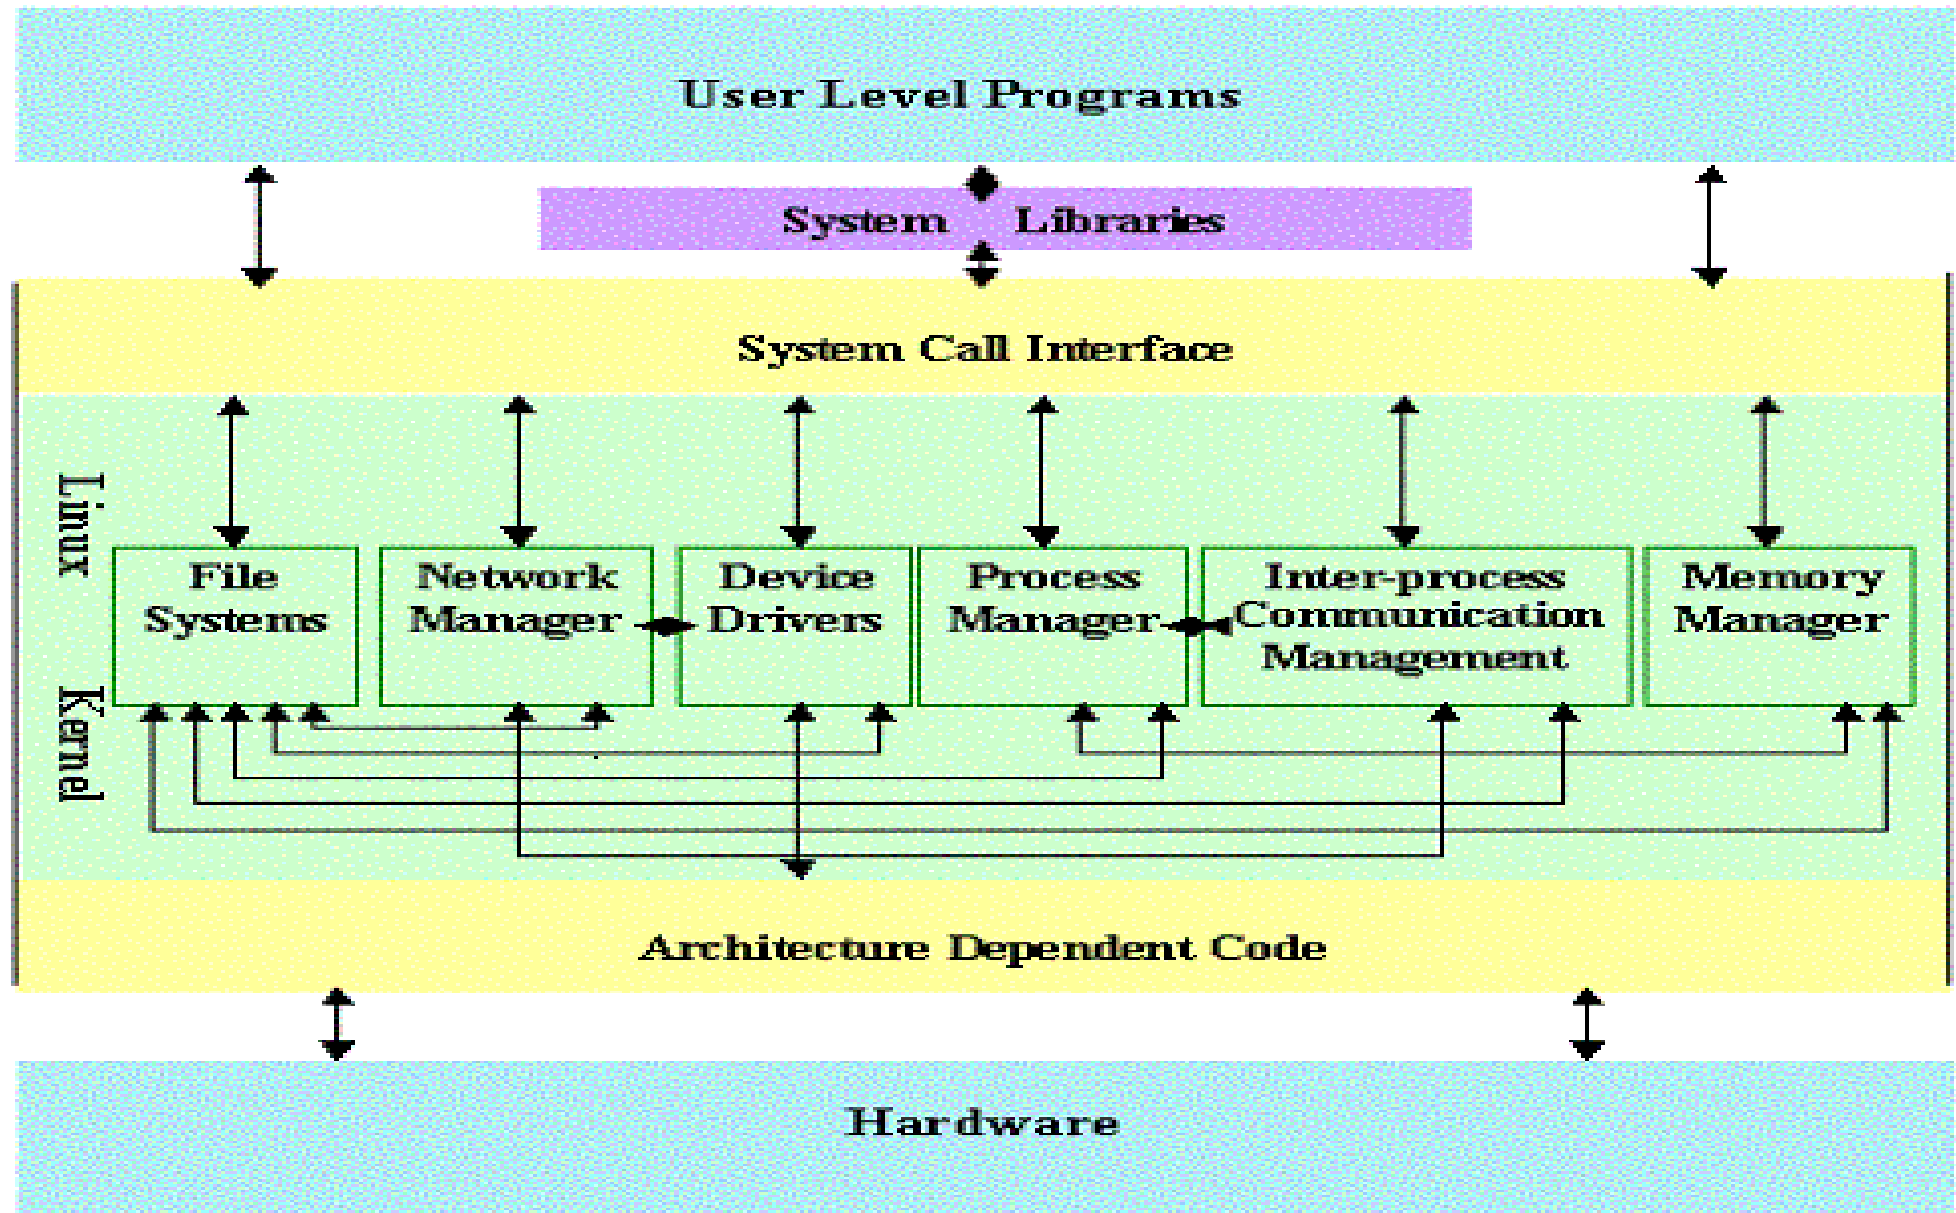 User Level Programs
System Libraries
System Call Interface
Linux Kernel
File
Systems
Network
Manager
Device
Drivers
Process
Manager
Inter-process
Communication
Management
Memory
Manager
Architecture Dependent Code
Hardware